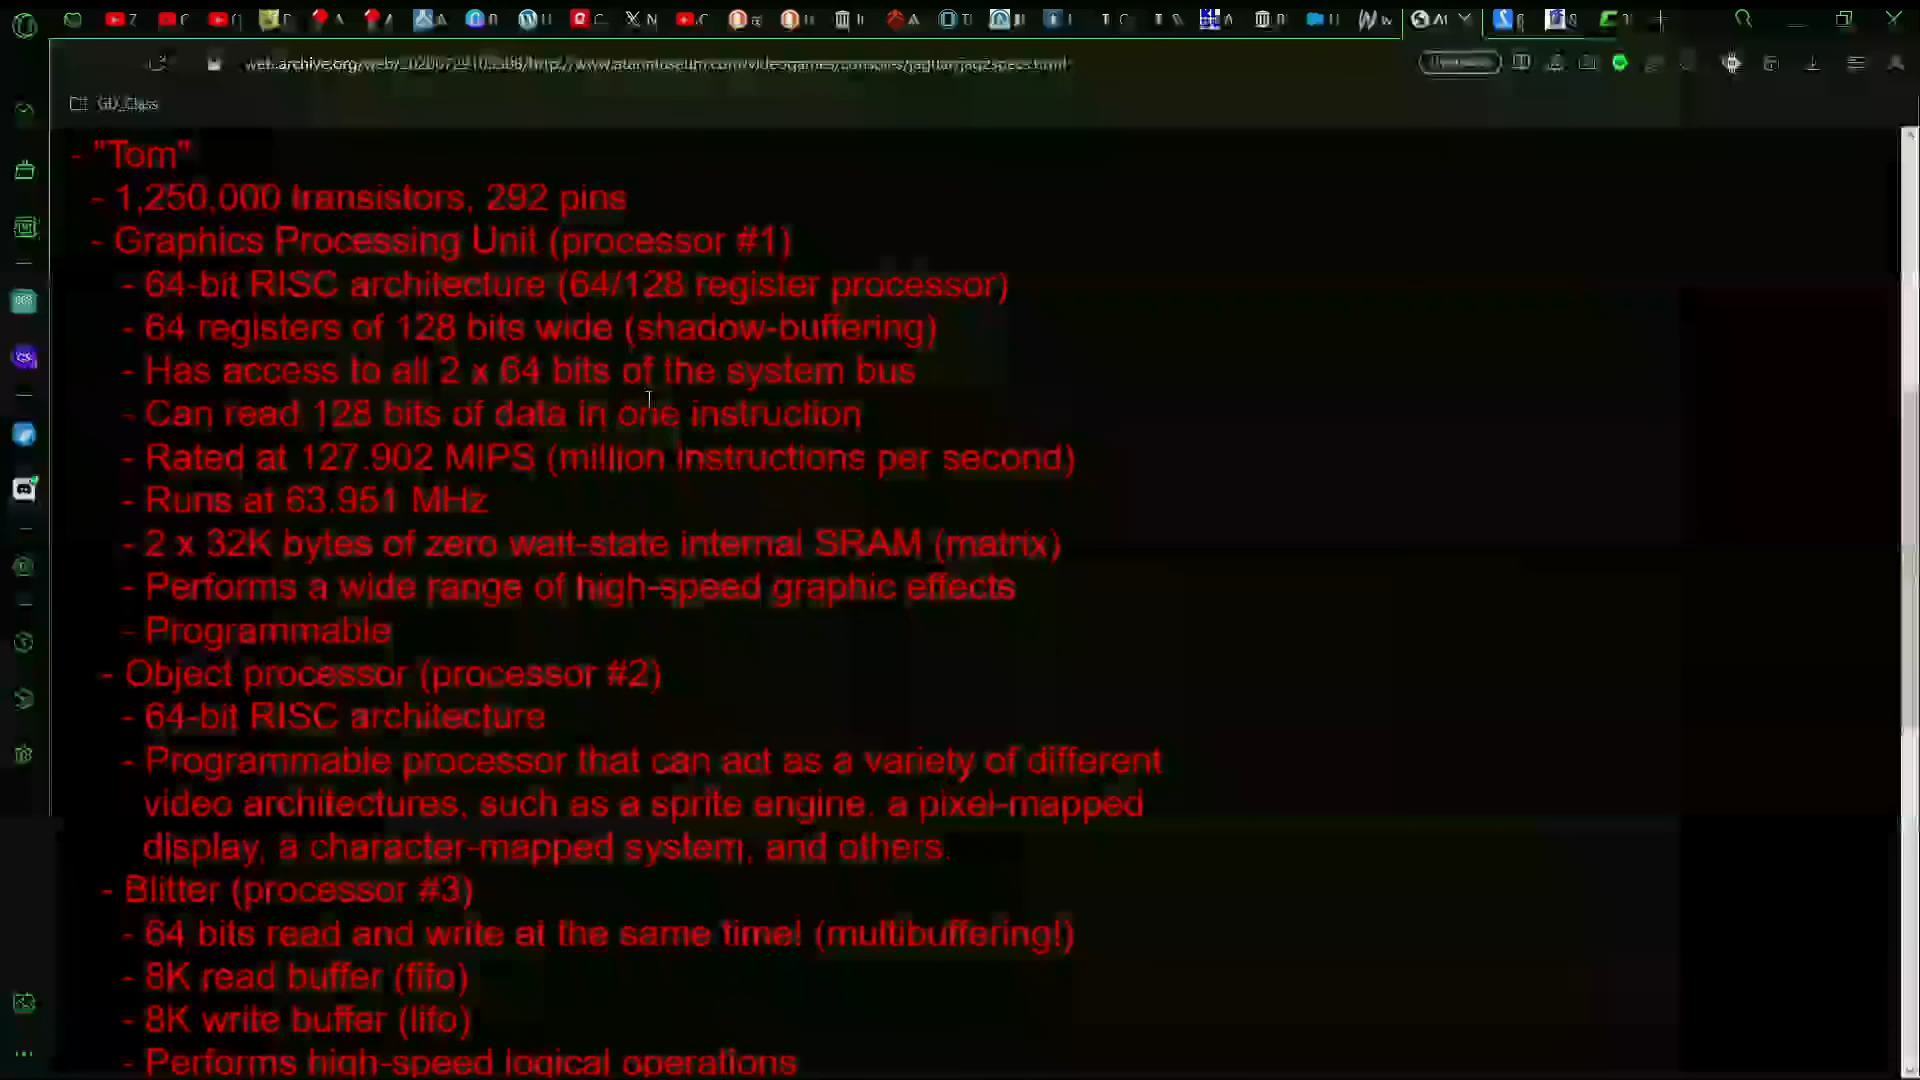 - "Tom"
- 1,250,000 transistors, 292 pins
- Graphics Processing Unit (processor #1)
- 64-bit RISC architecture (64/128 register processor)
- 64 registers of 128 bits wide (shadow-buffering)
- Has access to all 2 x 64 bits of the system bus
- Can read 128 bits of data in one instruction
- Rated at 127.902 MIPS (million instructions per second)
- Runs at 63.951 MHz
- 2 x 32K bytes of zero wait-state internal SRAM (matrix)
- Performs a wide range of high-speed graphic effects
- Programmable
- Object processor (processor #2)
- 64-bit RISC architecture
- Programmable processor that can act as a variety of different
video architectures, such as a sprite engine, a pixel-mapped
display, a character-mapped system, and others.
- Blitter (processor #3)
- 64 bits read and write at the same time! (multibuffering!)
- 8K read buffer (fifo)
- 8K write buffer (lifo)
- Performs high-speed logical operations